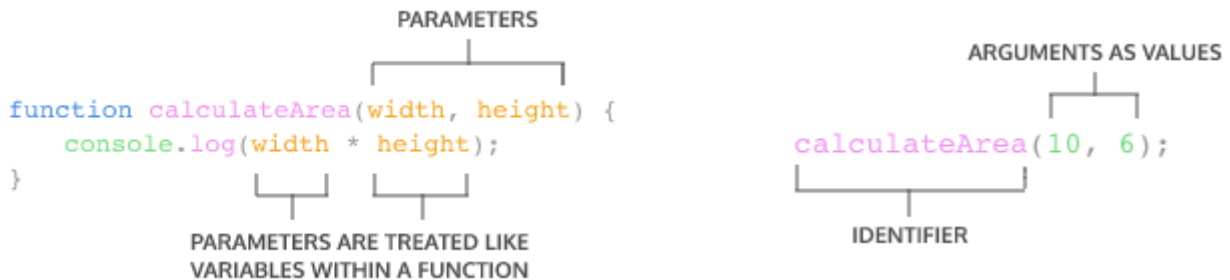 PARAMETERS
function calculateArea(width, height) {
    console.log(width * height);
}
PARAMETERS ARE TREATED LIKE
VARIABLES WITHIN A FUNCTION
ARGUMENTS AS VALUES
calculateArea(10, 6);
IDENTIFIER